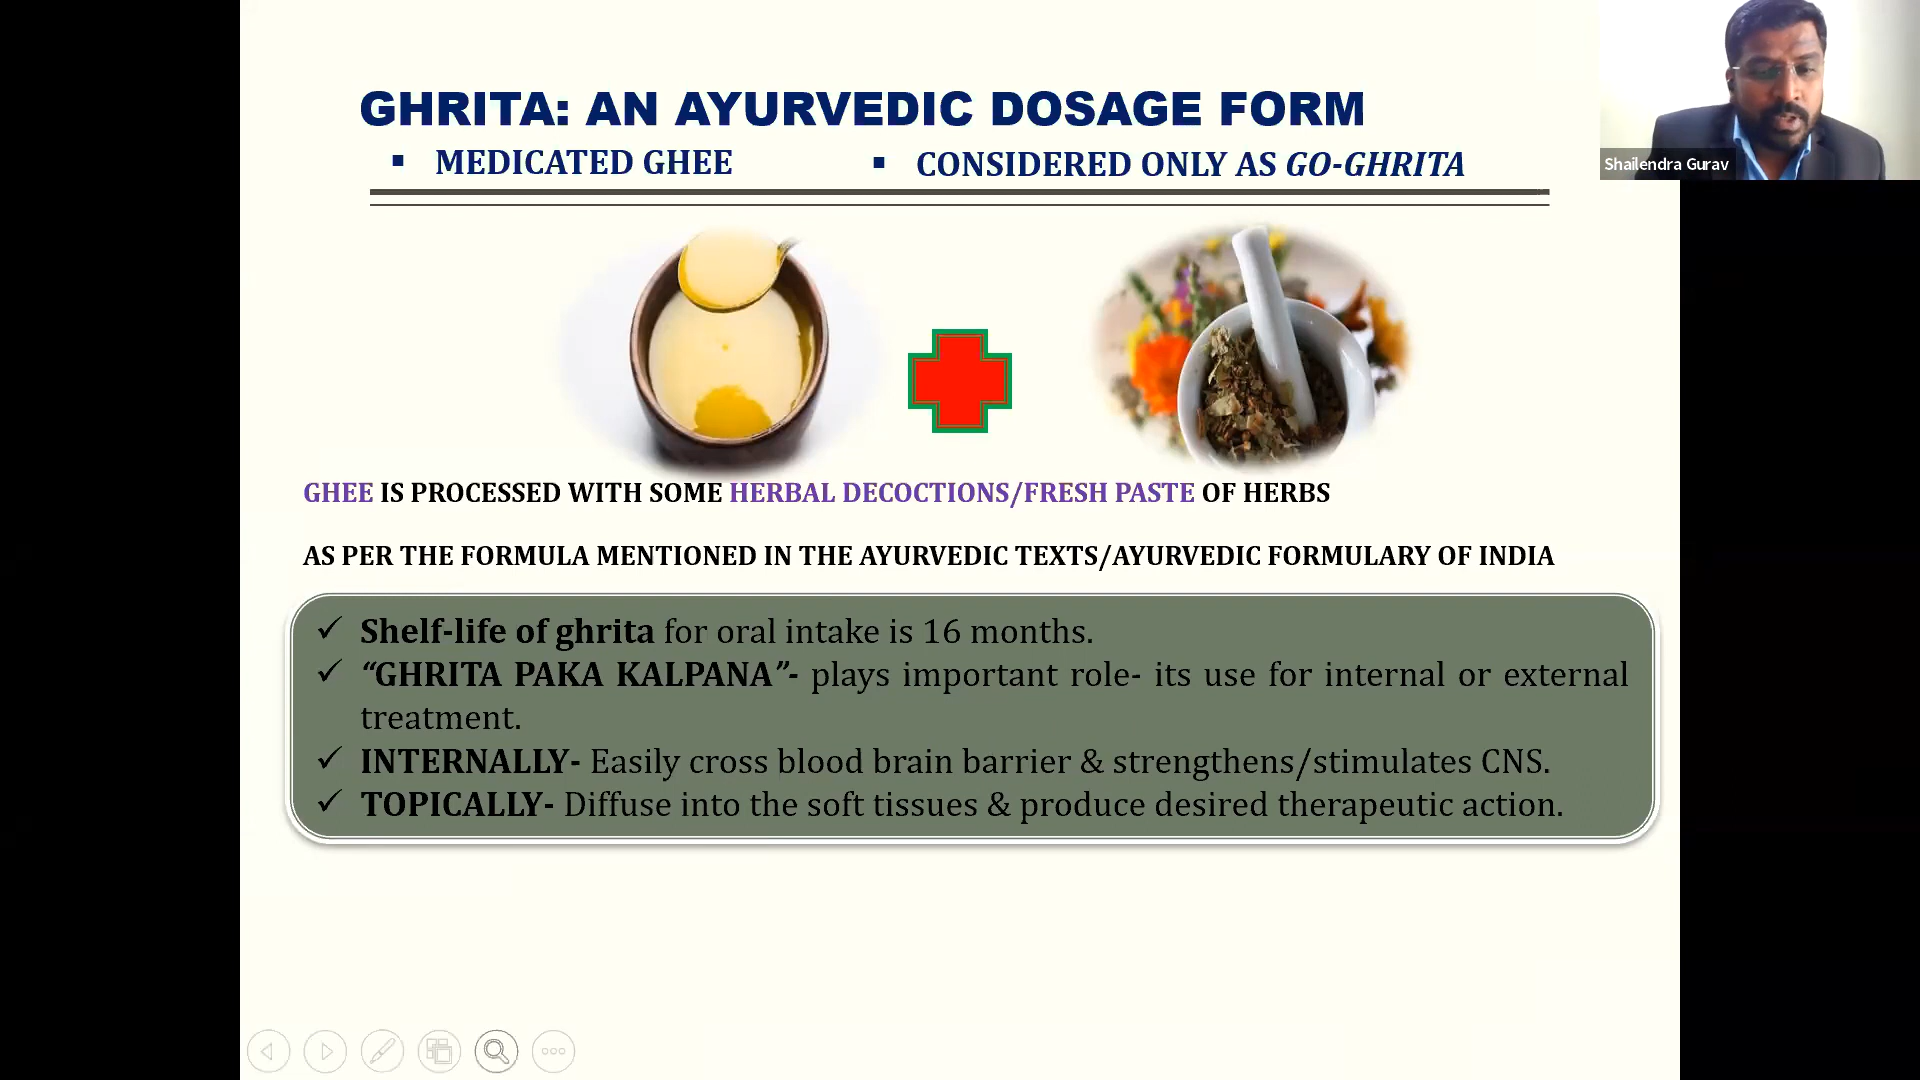 GHRITA: AN AYURVEDIC DOSAGE FORM
▪ MEDICATED GHEE ▪ CONSIDERED ONLY AS GO-GHRITA
Shailendra Gurav
GHEE IS PROCESSED WITH SOME HERBAL DECOCTIONS/FRESH PASTE OF HERBS
AS PER THE FORMULA MENTIONED IN THE AYURVEDIC TEXTS/AYURVEDIC FORMULARY OF INDIA
✓ Shelf-life of ghrita for oral intake is 16 months.
✓ “GHRITA PAKA KALPANA”- plays important role- its use for internal or external
treatment.
✓ INTERNALLY- Easily cross blood brain barrier & strengthens/stimulates CNS.
✓ TOPICALLY- Diffuse into the soft tissues & produce desired therapeutic action.